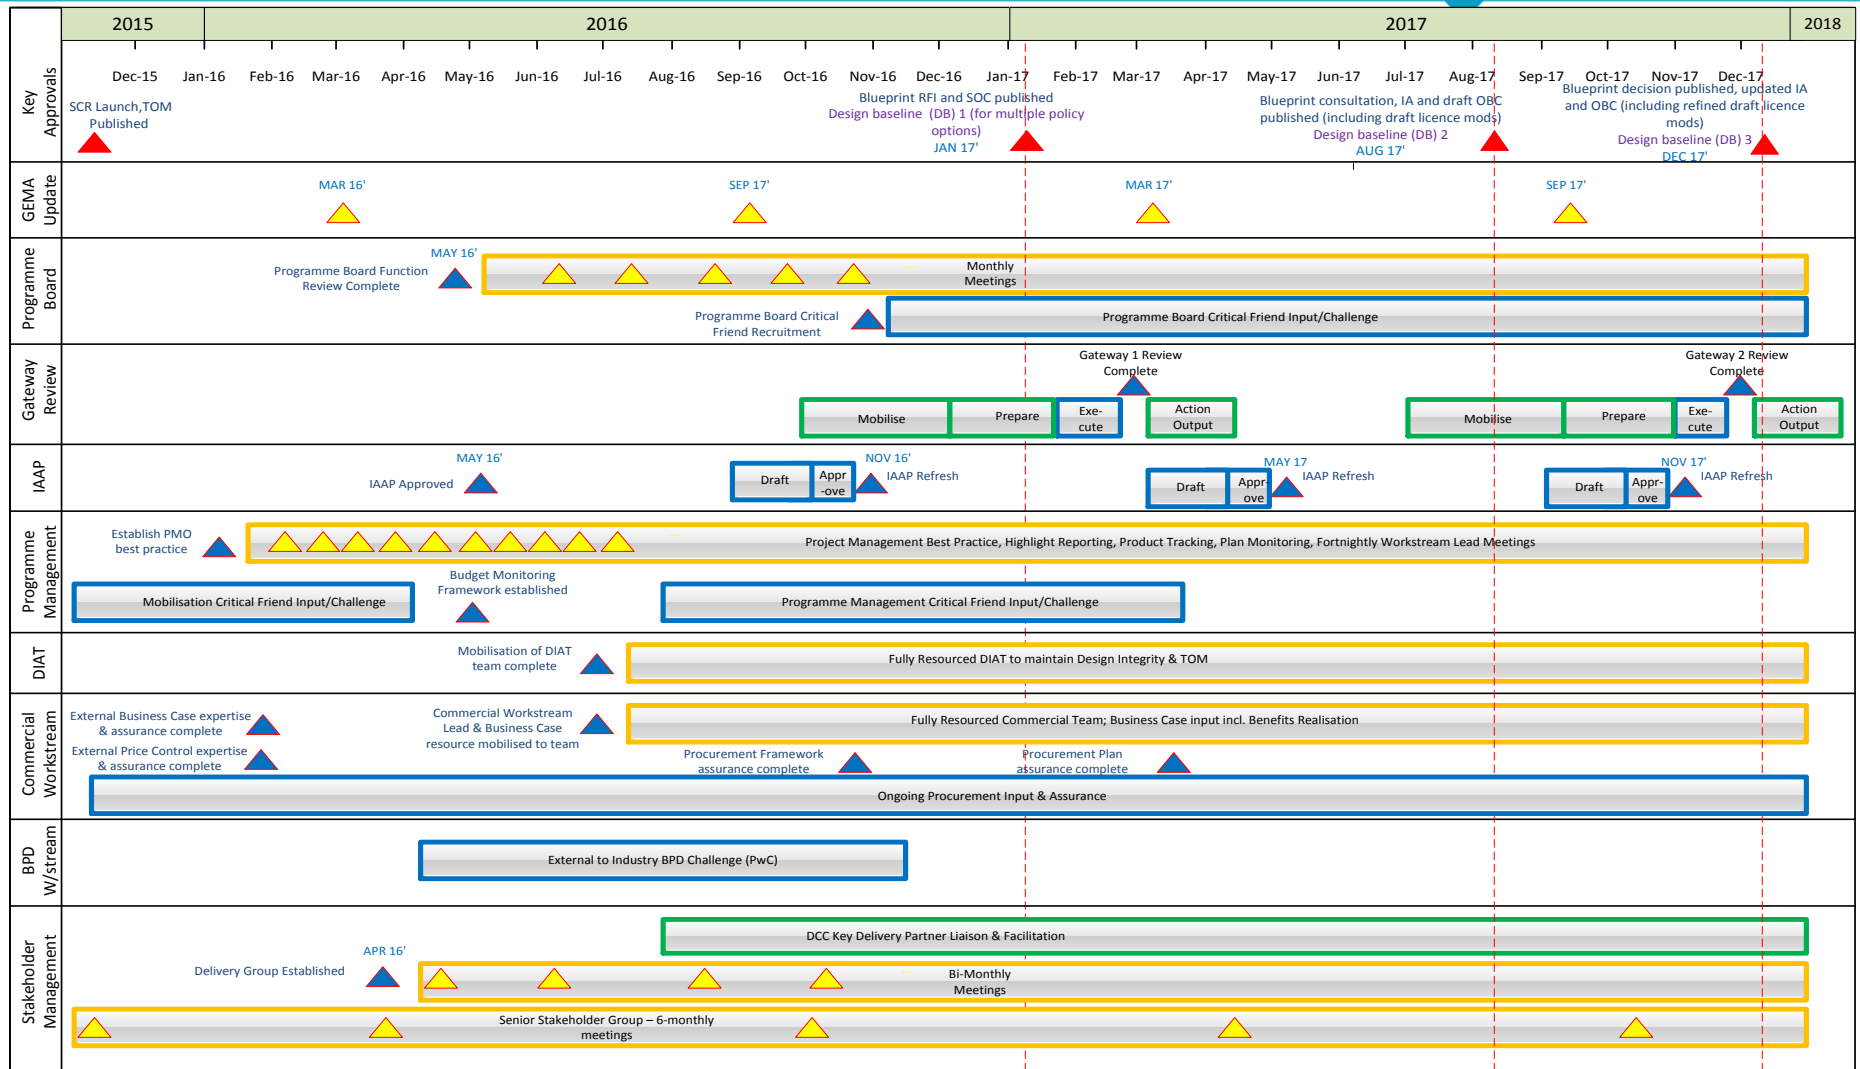 2015
2016
2017
2018
Dec-15
Jan-16
Feb-16
Mar-16
Apr-16
May-16
Jun-16
Jul-16
Aug-16
Sep-16
Oct-16
Nov-16
Dec-16
Jan-17
Feb-17
Mar-17
Apr-17
May-17
Jun-17
Jul-17
Aug-17
Sep-17
Oct-17
Nov-17
Dec-17
Key
Approvals
SCR Launch,TOM
Published
Blueprint RFI and SOC published
Design baseline  (DB) 1 (for multiple policy
options)
JAN 17'
Blueprint consultation, IA and draft OBC
published (including draft licence mods)
Design baseline (DB) 2
AUG 17'
Blueprint decision published, updated IA
and OBC (including refined draft licence
mods)
Design baseline (DB) 3
DEC 17'
GEMA
Update
MAR 16'
SEP 17'
MAR 17'
SEP 17'
Programme
Board
MAY 16'
Programme Board Function
Review Complete
Monthly
Meetings
Programme Board Critical
Friend Recruitment
Programme Board Critical Friend Input/Challenge
Gateway
Review
Gateway 1 Review
Complete
Gateway 2 Review
Complete
Mobilise
Prepare
Exe-
cute
Action
Output
Mobilise
Prepare
Exe-
cute
Action
Output
IAAP
MAY 16'
IAAP Approved
Draft
Appr
-ove
NOV 16'
IAAP Refresh
Draft
Appr-
ove
MAY 17
IAAP Refresh
Draft
Appr-
ove
NOV 17'
IAAP Refresh
Programme
Management
Establish PMO
best practice
Project Management Best Practice, Highlight Reporting, Product Tracking, Plan Monitoring, Fortnightly Workstream Lead Meetings
Mobilisation Critical Friend Input/Challenge
Budget Monitoring
Framework established
Programme Management Critical Friend Input/Challenge
DIAT
Mobilisation of DIAT
team complete
Fully Resourced DIAT to maintain Design Integrity & TOM
Commercial
Workstream
External Business Case expertise
& assurance complete
External Price Control expertise
& assurance complete
Commercial Workstream
Lead & Business Case
resource mobilised to team
Fully Resourced Commercial Team; Business Case input incl. Benefits Realisation
Procurement Framework
assurance complete
Procurement Plan
assurance complete
Ongoing Procurement Input & Assurance
BPD
W/stream
External to Industry BPD Challenge (PwC)
Stakeholder
Management
DCC Key Delivery Partner Liaison & Facilitation
APR 16'
Delivery Group Established
Bi-Monthly
Meetings
Senior Stakeholder Group – 6-monthly
meetings